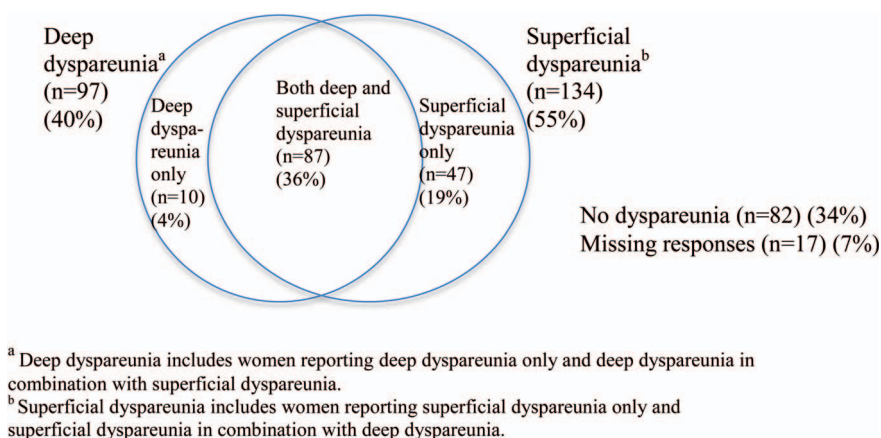 Deep
dyspareunia^a
(n=97)
(40%)
Deep
dyspa-
reunia
only
(n=10)
(4%)
Both deep and
superficial
dyspareunia
(n=87)
(36%)
Superficial
dyspareunia
only
(n=47)
(19%)
Superficial
dyspareunia^b
(n=134)
(55%)
No dyspareunia (n=82) (34%)
Missing responses (n=17) (7%)
^a Deep dyspareunia includes women reporting deep dyspareunia only and deep dyspareunia in
combination with superficial dyspareunia.
^b Superficial dyspareunia includes women reporting superficial dyspareunia only and
superficial dyspareunia in combination with deep dyspareunia.